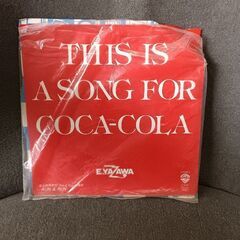 THIS IS
A SONG FOR
COCA-COLA
E.YAZAWA